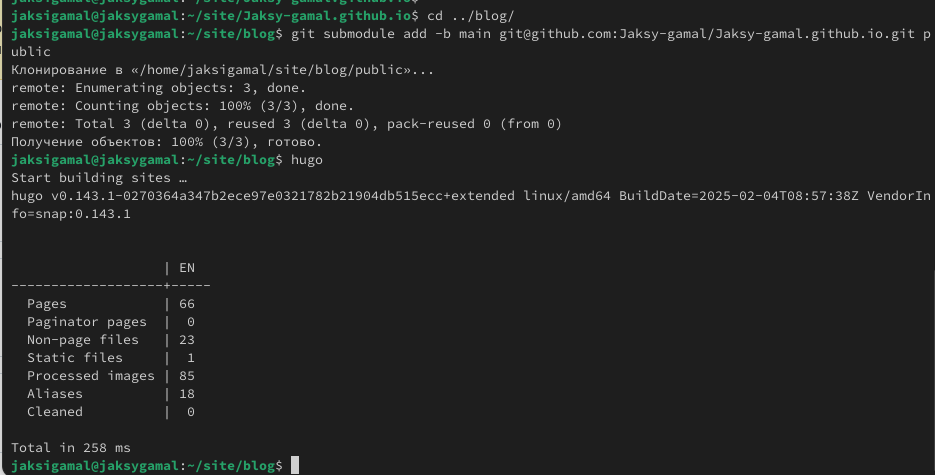 jaksigamal@jaksygamal:~/site/Jaksy-gamal.github.io$
jaksigamal@jaksygamal:~/site/Jaksy-gamal.github.io$ cd ../blog/
jaksigamal@jaksygamal:~/site/blog$ git submodule add -b main git@github.com:Jaksy-gamal/Jaksy-gamal.github.io.git p
ublic
Клонирование в «/home/jaksigamal/site/blog/public»...
remote: Enumerating objects: 3, done.
remote: Counting objects: 100% (3/3), done.
remote: Total 3 (delta 0), reused 3 (delta 0), pack-reused 0 (from 0)
Получение объектов: 100% (3/3), готово.
jaksigamal@jaksygamal:~/site/blog$ hugo
Start building sites …
hugo v0.143.1-0270364a347b2ece97e0321782b21904db515ecc+extended linux/amd64 BuildDate=2025-02-04T08:57:38Z VendorIn
fo=snap:0.143.1
                   | EN
-------------------+-----
  Pages            | 66
  Paginator pages  |  0
  Non-page files   | 23
  Static files     |  1
  Processed images | 85
  Aliases          | 18
  Cleaned          |  0
Total in 258 ms
jaksigamal@jaksygamal:~/site/blog$